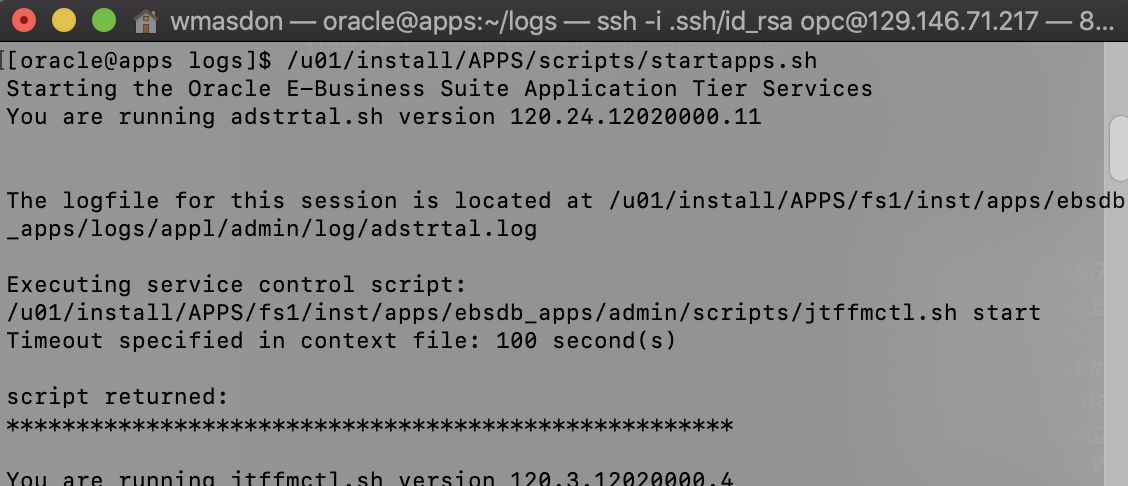 wmasdon — oracle@apps:~/logs — ssh -i .ssh/id_rsa opc@129.146.71.217 — 8...
[[oracle@apps logs]$ /u01/install/APPS/scripts/startapps.sh
Starting the Oracle E-Business Suite Application Tier Services
You are running adstrtal.sh version 120.24.12020000.11
The logfile for this session is located at /u01/install/APPS/fs1/inst/apps/ebsdb
_apps/logs/appl/admin/log/adstrtal.log
Executing service control script:
/u01/install/APPS/fs1/inst/apps/ebsdb_apps/admin/scripts/jtffmctl.sh start
Timeout specified in context file: 100 second(s)
script returned:
****************************************************
You are running jtffmctl.sh version 120.3.12020000.4